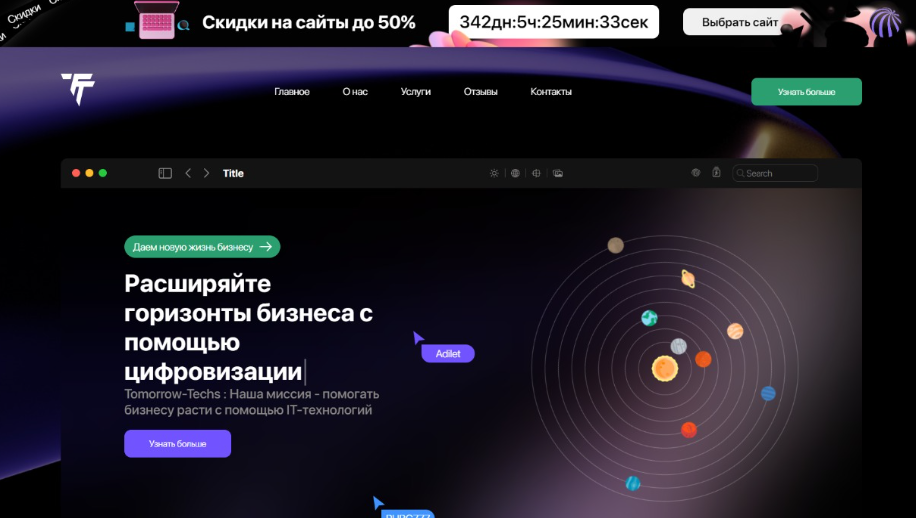 Скидки
Скидки на сайты до 50%
342дн:5ч:25мин:33сек
Выбрать сайт
Главное
О нас
Услуги
Отзывы
Контакты
Узнать больше
Title
Search
Даем новую жизнь бизнесу
Расширяйте
горизонты бизнеса с
помощью
цифровизации
Tomorrow-Techs : Наша миссия - помогать
бизнесу расти с помощью IT-технологий
Adilet
Узнать больше